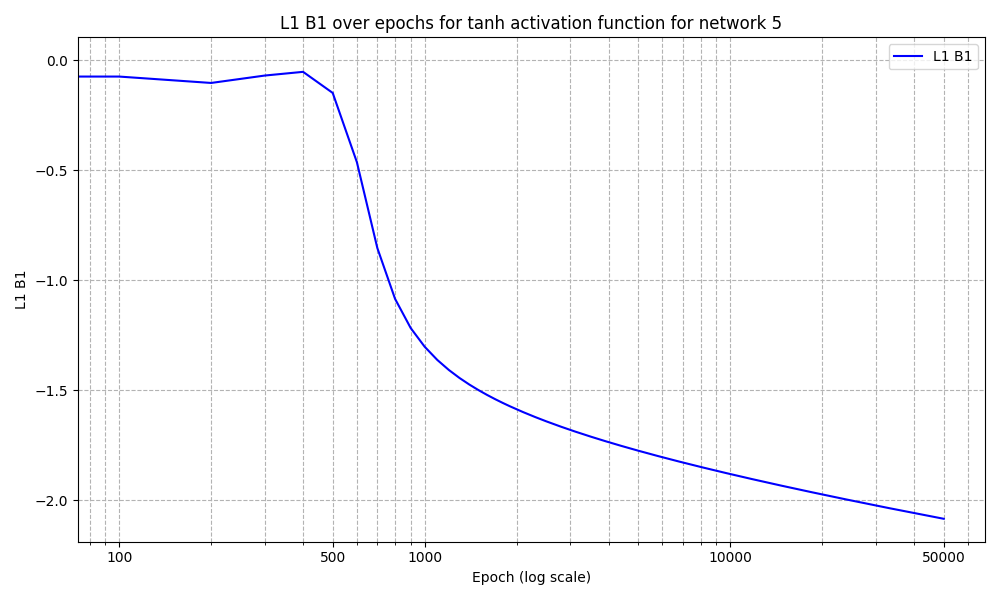 L1 B1 over epochs for tanh activation function for network 5
L1 B1
0.0
−0.5
−1.0
−1.5
−2.0
L1 B1
100
500
1000
10000
50000
Epoch (log scale)